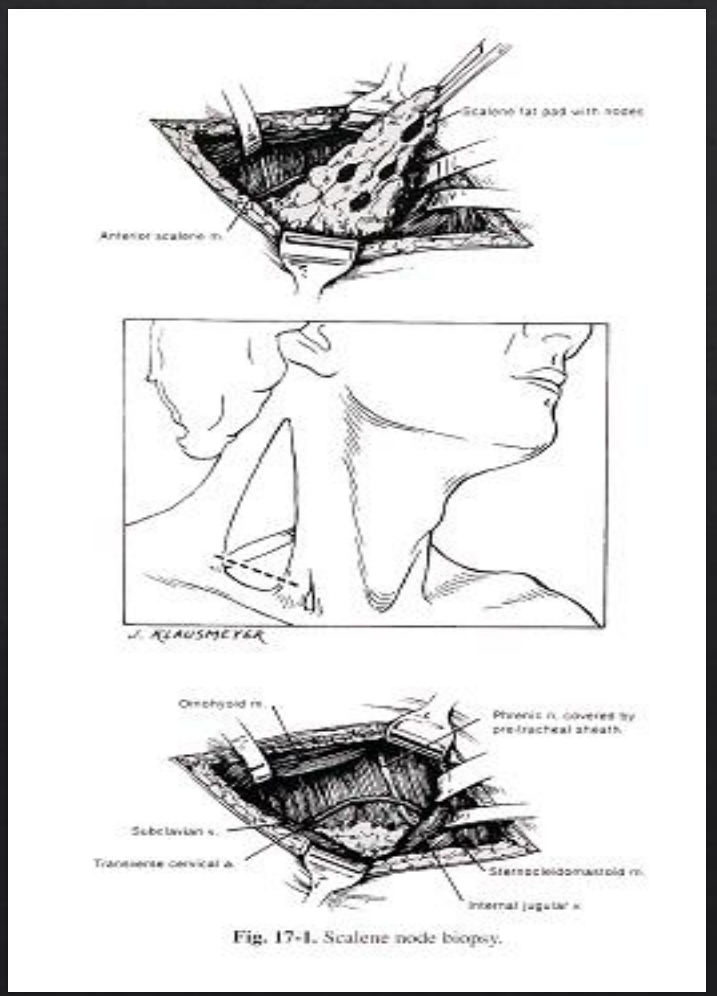 Scalene fat pad with nodes
Anterior scalene m.
J. KLAUSMEYER
Omohyoid m.
Phrenic n. covered by
pre-tracheal sheath
Subclavian v.
Transverse cervical a.
Sternocleidomastoid m.
Internal jugular v.
Fig. 17-1. Scalene node biopsy.